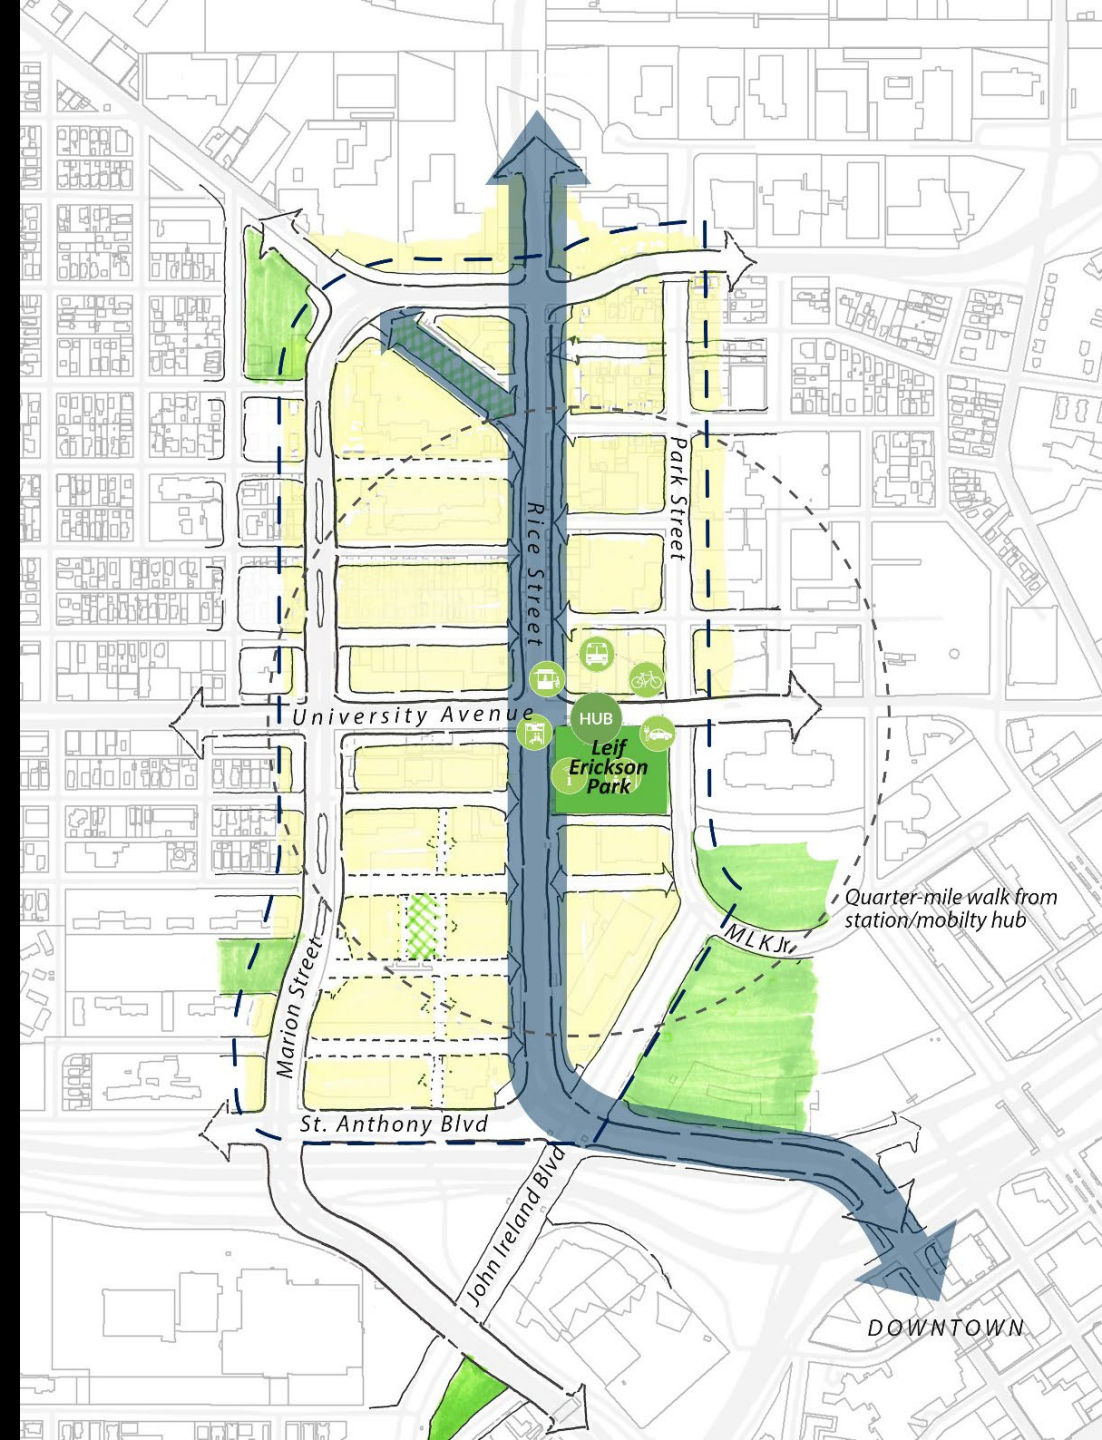 Park Street
Rice Street
University Avenue
HUB
Leif
Erickson
Park
Quarter-mile walk from
station/mobilty hub
MLK Jr.
Marion Street
St. Anthony Blvd
John Ireland Blvd
DOWNTOWN